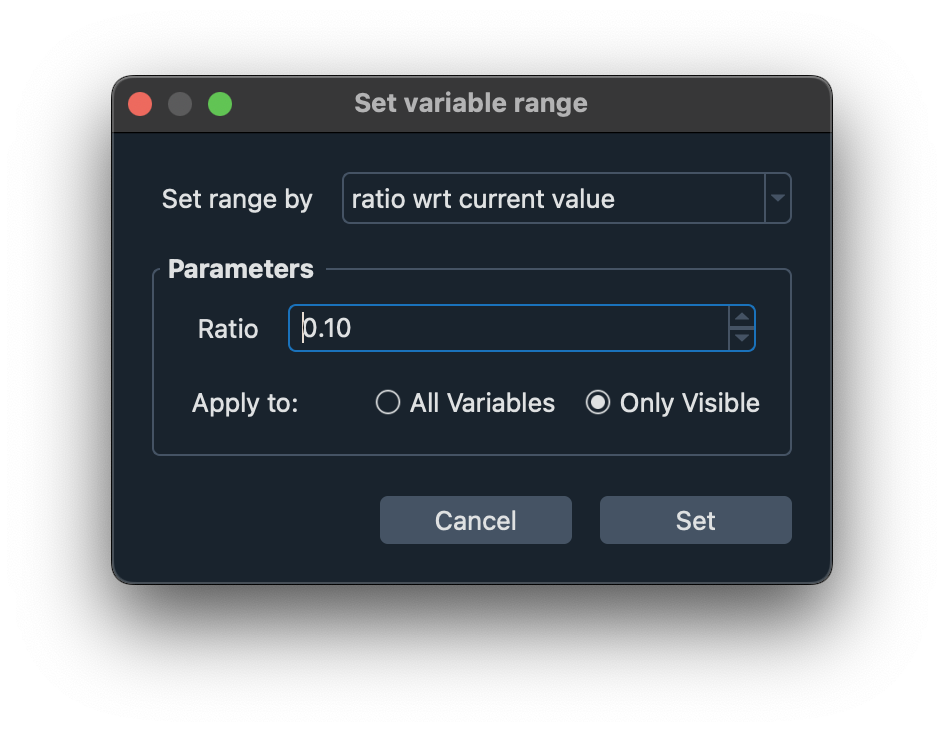 Set variable range
Set range by ratio wrt current value
Parameters
Ratio 0.10
Apply to: All Variables Only Visible
Cancel Set